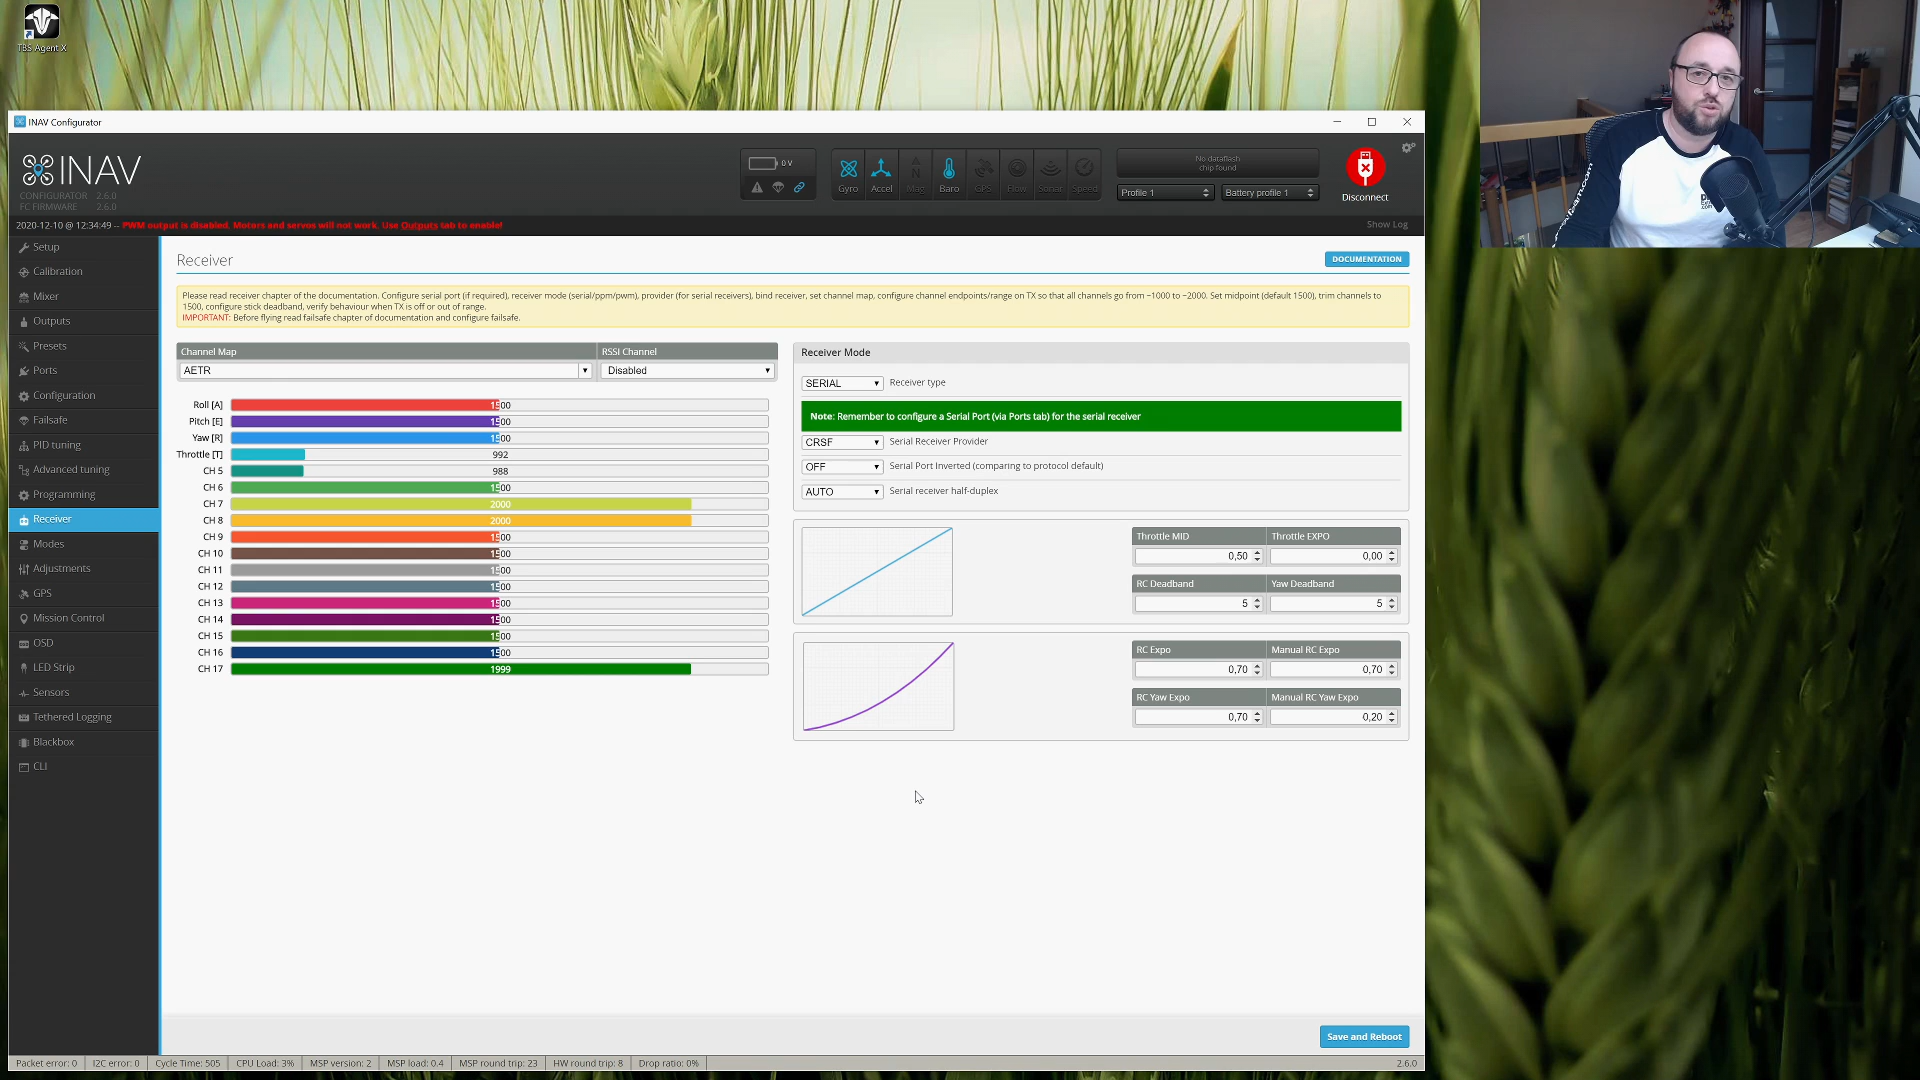 TBS Agent X
INAV Configurator
INAV
CONFIGURATOR 2.6.0
FC FIRMWARE 2.6.0
0 V
Gyro
Accel
Mag
Baro
GPS
Flow
Sonar
Speed
No dataflash
chip found
Profile 1
Battery profile 1
Disconnect
2020-12-10 @ 12:34:49 -- PWM output is disabled. Motors and servos will not work. Use Outputs tab to enable!
Show Log
Setup
Calibration
Mixer
Outputs
Presets
Ports
Configuration
Failsafe
PID tuning
Advanced tuning
Programming
Receiver
Modes
Adjustments
GPS
Mission Control
OSD
LED Strip
Sensors
Tethered Logging
Blackbox
CLI
Receiver
DOCUMENTATION
Please read receiver chapter of the documentation. Configure serial port (if required), receiver mode (serial/ppm/pwm), provider (for serial receivers), bind receiver, set channel map, configure channel endpoints/range on TX so that all channels go from ~1000 to ~2000. Set midpoint (default 1500), trim channels to
1500, configure stick deadband, verify behaviour when TX is off or out of range.
IMPORTANT: Before flying read failsafe chapter of documentation and configure failsafe.
Channel Map
RSSI Channel
AETR
Disabled
Roll [A] 1500
Pitch [E] 1500
Yaw [R] 1500
Throttle [T] 992
CH 5 988
CH 6 1500
CH 7 2000
CH 8 2000
CH 9 1500
CH 10 1500
CH 11 1500
CH 12 1500
CH 13 1500
CH 14 1500
CH 15 1500
CH 16 1500
CH 17 1999
Receiver Mode
SERIAL Receiver type
Note: Remember to configure a Serial Port (via Ports tab) for the serial receiver
CRSF Serial Receiver Provider
OFF Serial Port Inverted (comparing to protocol default)
AUTO Serial receiver half-duplex
Throttle MID Throttle EXPO
0,50 0,00
RC Deadband Yaw Deadband
5 5
RC Expo Manual RC Expo
0,70 0,70
RC Yaw Expo Manual RC Yaw Expo
0,70 0,20
Save and Reboot
Packet error: 0 I2C error: 0 Cycle Time: 505 CPU Load: 3% MSP version: 2 MSP load: 0.4 MSP round trip: 23 HW round trip: 8 Drop ratio: 0% 2.6.0